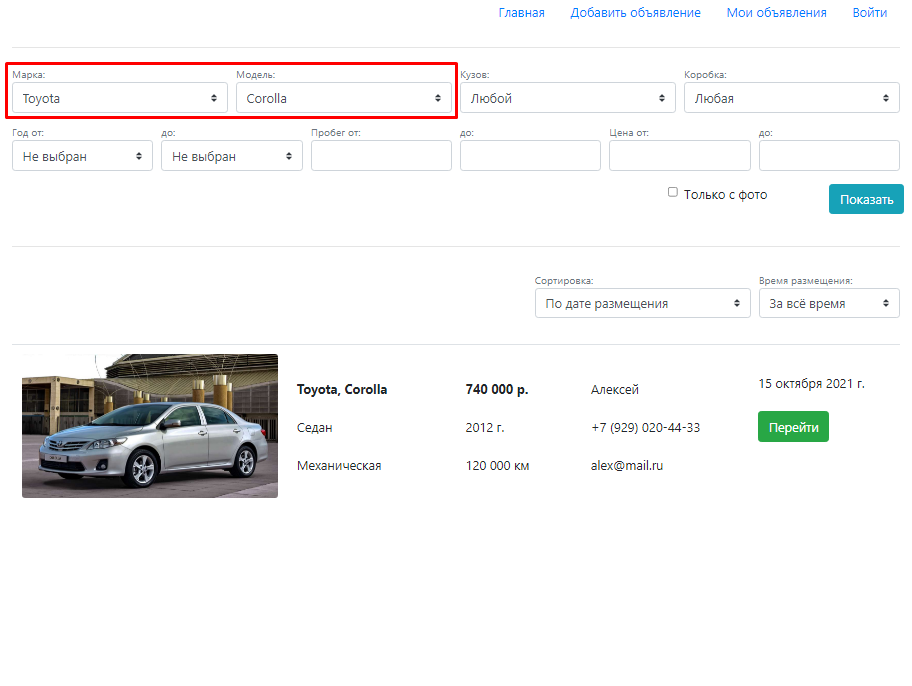 Главная Добавить объявление Мои объявления Войти
Марка: Модель: Кузов: Коробка:
Toyota Corolla Любой Любая
Год от: до: Пробег от: до: Цена от: до:
Не выбран Не выбран
Только с фото Показать
Сортировка: Время размещения:
По дате размещения За всё время
Toyota, Corolla 740 000 р. Алексей 15 октября 2021 г.
Седан 2012 г. +7 (929) 020-44-33 Перейти
Механическая 120 000 км alex@mail.ru